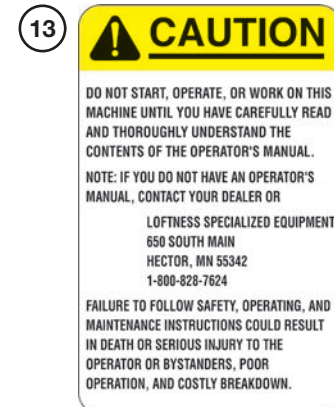 13
CAUTION
DO NOT START, OPERATE, OR WORK ON THIS
MACHINE UNTIL YOU HAVE CAREFULLY READ
AND THOROUGHLY UNDERSTAND THE
CONTENTS OF THE OPERATOR'S MANUAL.
NOTE: IF YOU DO NOT HAVE AN OPERATOR'S
MANUAL, CONTACT YOUR DEALER OR
LOFTNESS SPECIALIZED EQUIPMENT
650 SOUTH MAIN
HECTOR, MN 55342
1-800-828-7624
FAILURE TO FOLLOW SAFETY, OPERATING, AND
MAINTENANCE INSTRUCTIONS COULD RESULT
IN DEATH OR SERIOUS INJURY TO THE
OPERATOR OR BYSTANDERS, POOR
OPERATION, AND COSTLY BREAKDOWN.